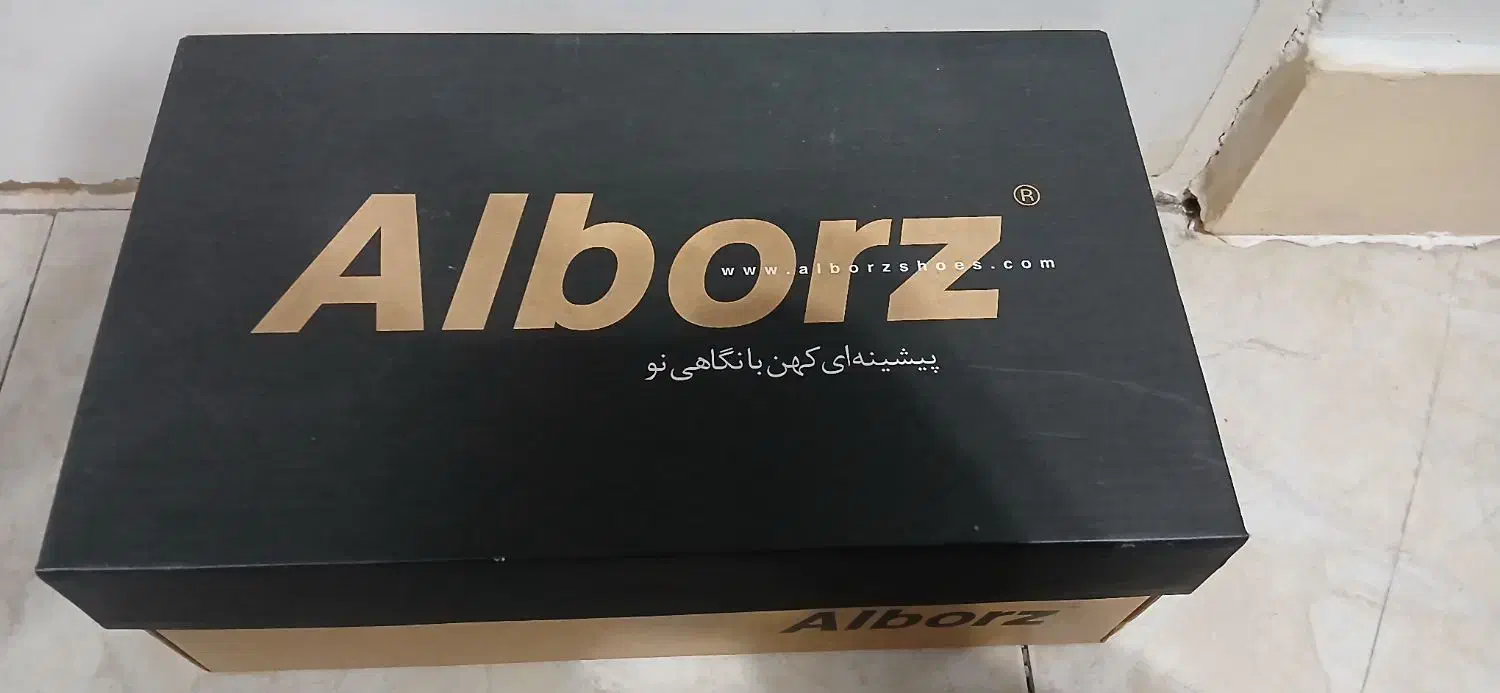 Alborz®
www.alborzshoes.com
پیشینه‌ای کهن با نگاهی نو
Alborz